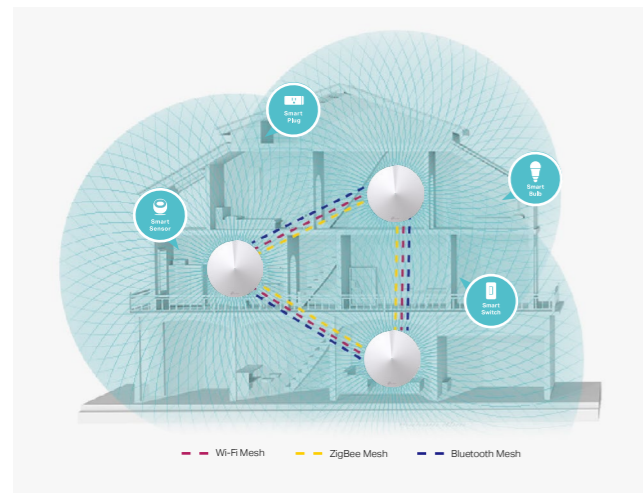 Smart
Plug
Smart
Bulb
Smart
Sensor
Smart
Switch
Wi-Fi Mesh
ZigBee Mesh
Bluetooth Mesh